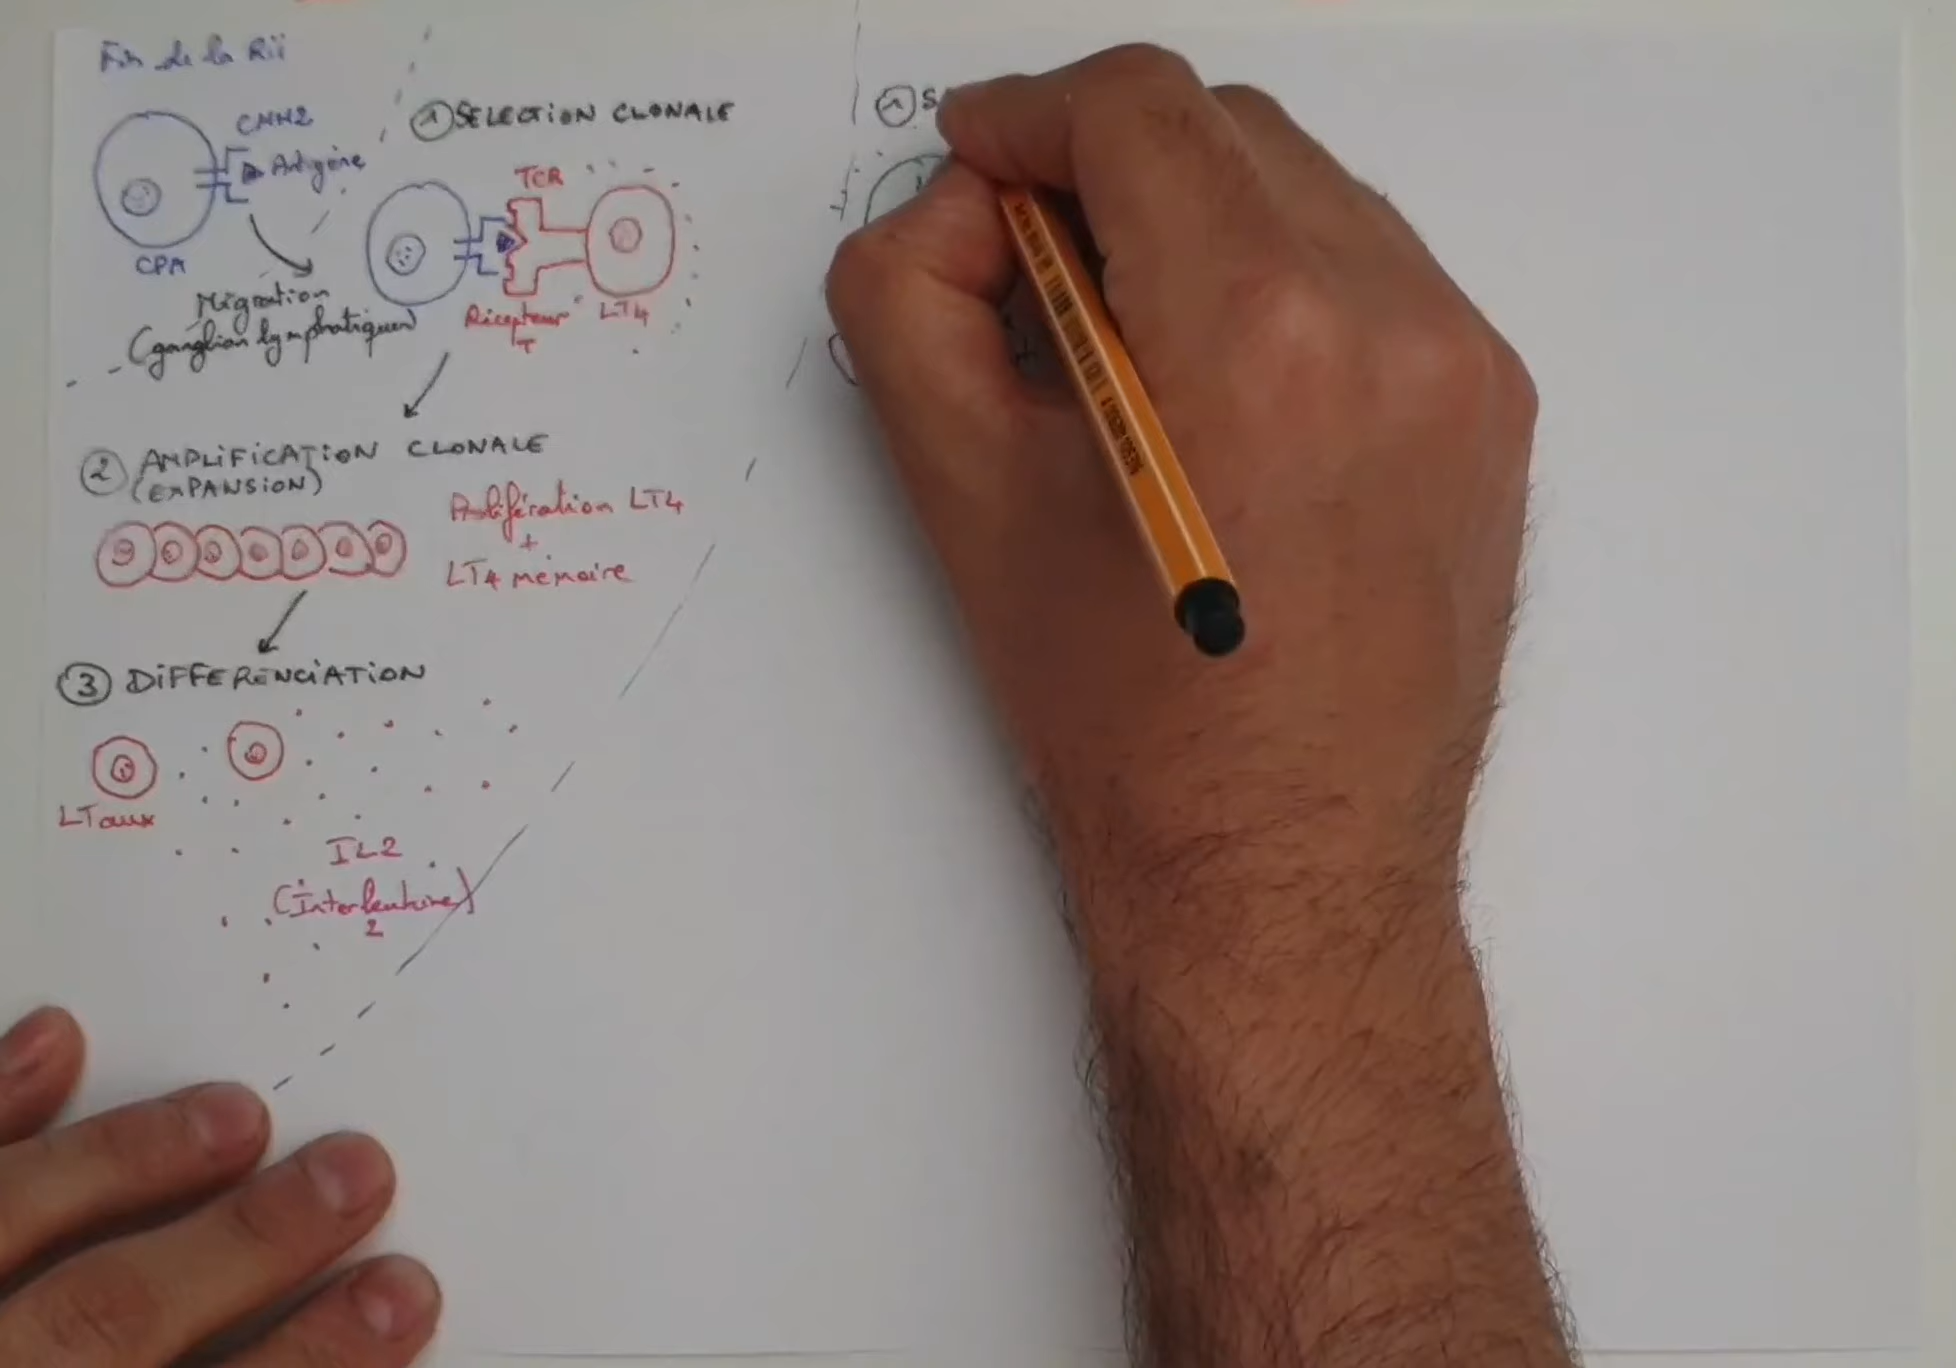 Fin de la Rii
CMH2
Antigène
CPA
Migration
(ganglion lymphatiques)
① SELECTION CLONALE
TCR
Récepteur
T
LT4
② AMPLIFICATION CLONALE
(EXPANSION)
Prolifération LT4
+
LT4 mémoire
③ DIFFERENCIATION
LTaux
IL2
(Interleukine)
2
① S
+